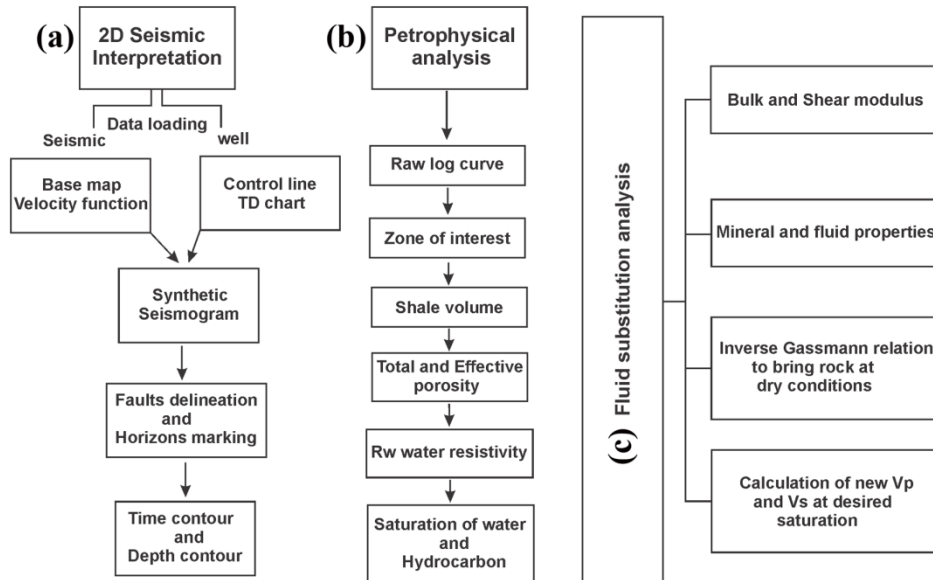 (a)
2D Seismic
Interpretation
Data loading
Seismic
well
Base map
Velocity function
Control line
TD chart
Synthetic
Seismogram
Faults delineation
and
Horizons marking
Time contour
and
Depth contour
(b)
Petrophysical
analysis
Raw log curve
Zone of interest
Shale volume
Total and Effective
porosity
Rw water resistivity
Saturation of water
and
Hydrocarbon
(c) Fluid substitution analysis
Bulk and Shear modulus
Mineral and fluid properties
Inverse Gassmann relation
to bring rock at
dry conditions
Calculation of new Vp
and Vs at desired
saturation